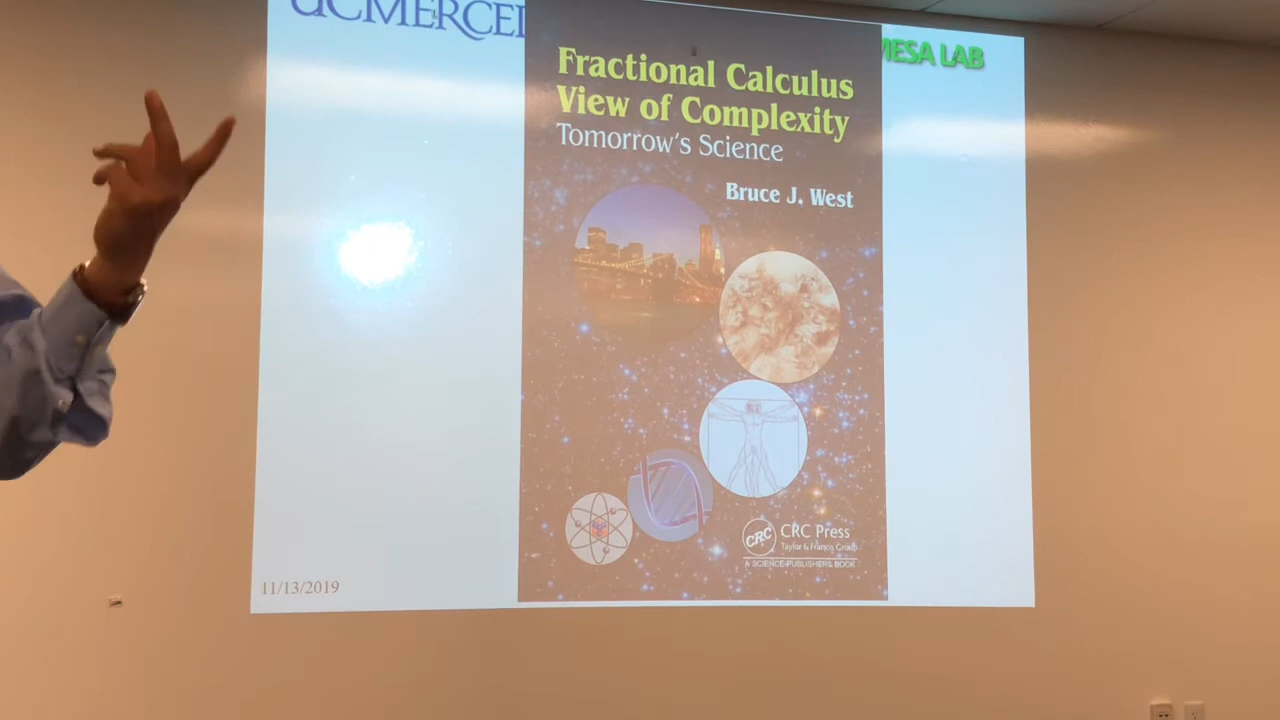 UCMERCED
MESA LAB
Fractional Calculus
View of Complexity
Tomorrow's Science
Bruce J. West
CRC
CRC Press
Taylor & Francis Group
A SCIENCE PUBLISHERS BOOK
11/13/2019